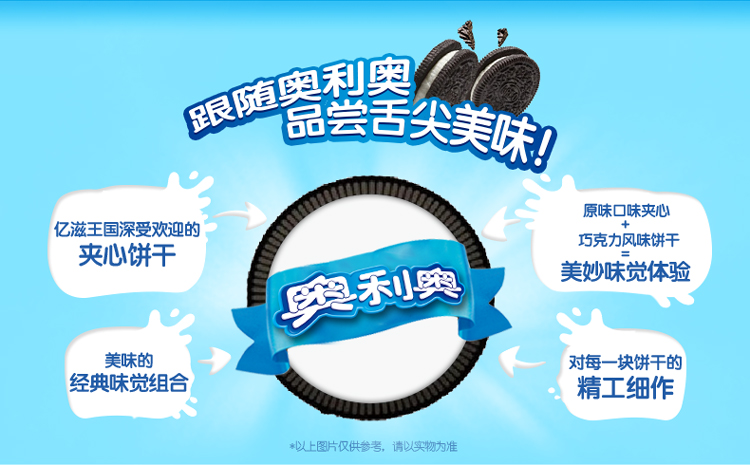 跟随奥利奥
品尝舌尖美味!
亿滋王国深受欢迎的
夹心饼干
原味口味夹心
+
巧克力风味饼干
=
美妙味觉体验
奥利奥
美味的
经典味觉组合
对每一块饼干的
精工细作
*以上图片仅供参考，请以实物为准